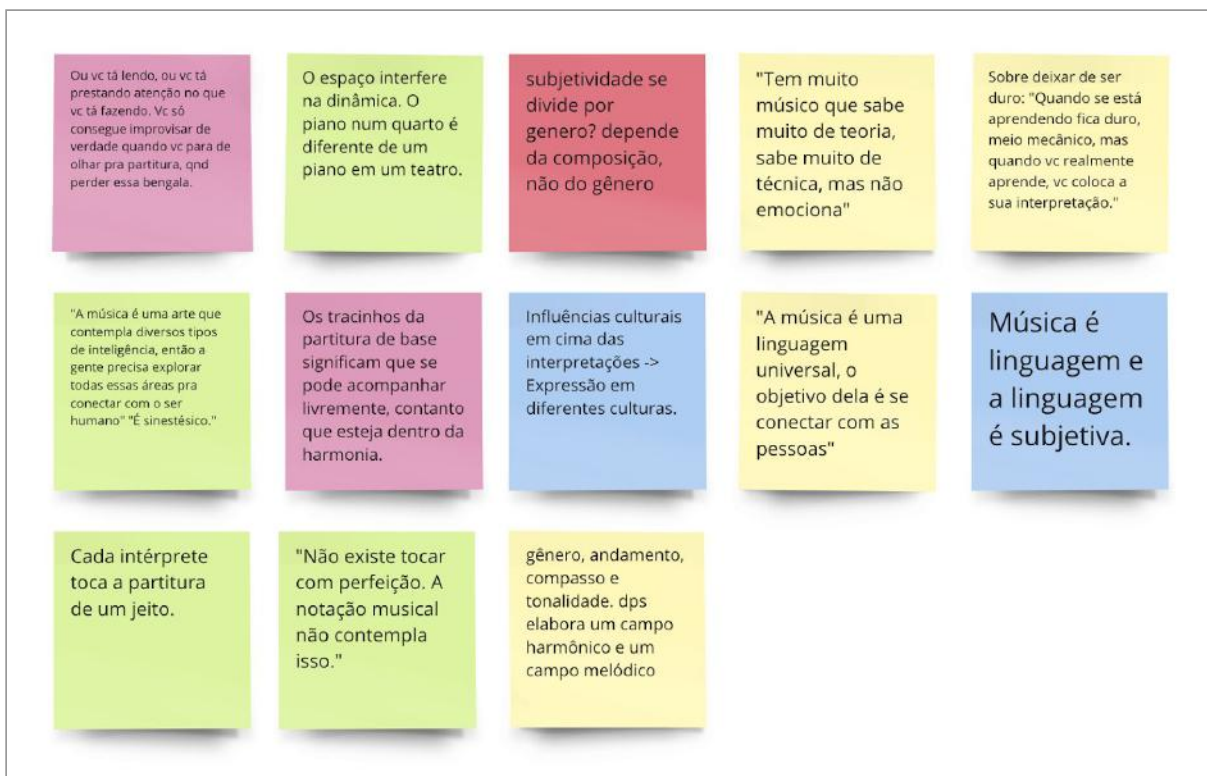 Ou vc tá lendo, ou vc tá
prestando atenção no que
vc tá fazendo. Vc só
consegue improvisar de
verdade quando vc para de
olhar pra partitura, qnd
perder essa bengala.
O espaço interfere
na dinâmica. O
piano num quarto é
diferente de um
piano em um teatro.
subjetividade se
divide por
genero? depende
da composição,
não do gênero
"Tem muito
músico que sabe
muito de teoria,
sabe muito de
técnica, mas não
emociona"
Sobre deixar de ser
duro: "Quando se está
aprendendo fica duro,
meio mecânico, mas
quando vc realmente
aprende, vc coloca a
sua interpretação."
"A música é uma arte que
contempla diversos tipos
de inteligência, então a
gente precisa explorar
todas essas áreas pra
conectar com o ser
humano" "É sinestésico."
Os tracinhos da
partitura de base
significam que se
pode acompanhar
livremente, contanto
que esteja dentro da
harmonia.
Influências culturais
em cima das
interpretações ->
Expressão em
diferentes culturas.
"A música é uma
linguagem
universal, o
objetivo dela é se
conectar com as
pessoas"
Música é
linguagem e
a linguagem
é subjetiva.
Cada intérprete
toca a partitura
de um jeito.
"Não existe tocar
com perfeição. A
notação musical
não contempla
isso."
gênero, andamento,
compasso e
tonalidade. dps
elabora um campo
harmônico e um
campo melódico